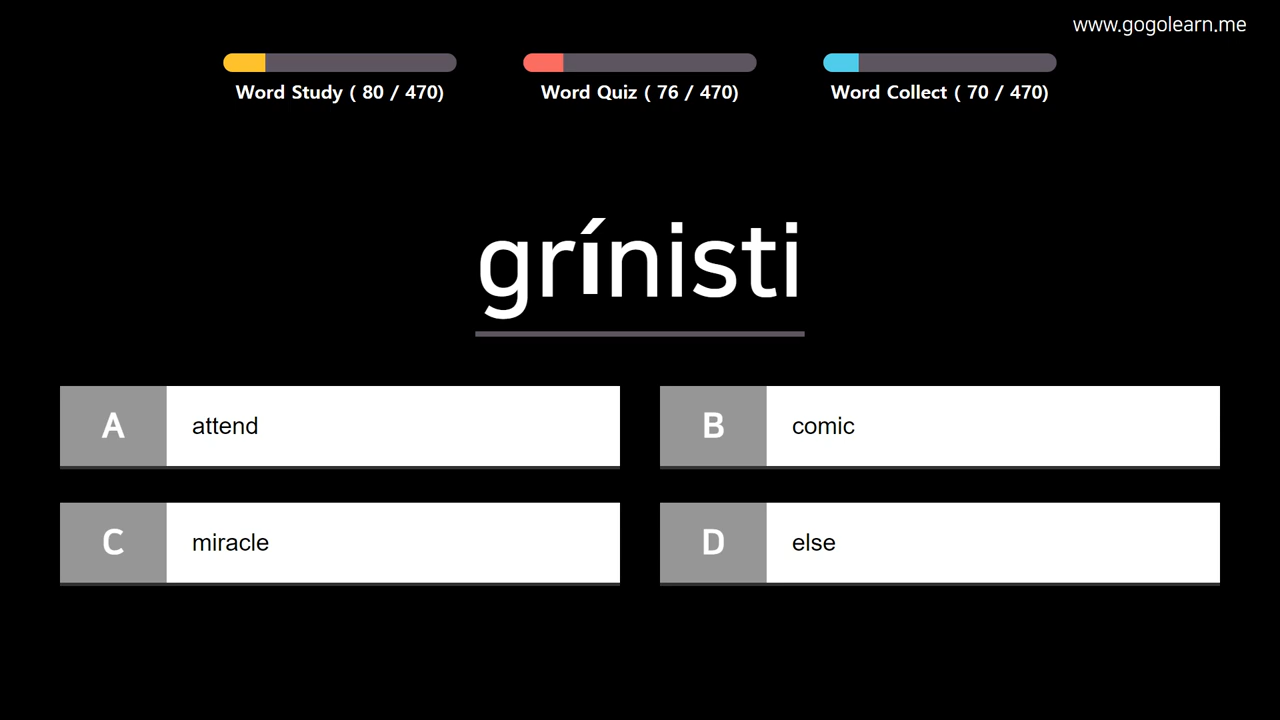 www.gogolearn.me
Word Study ( 80 / 470)
Word Quiz ( 76 / 470)
Word Collect ( 70 / 470)
grínisti
A attend
B comic
C miracle
D else